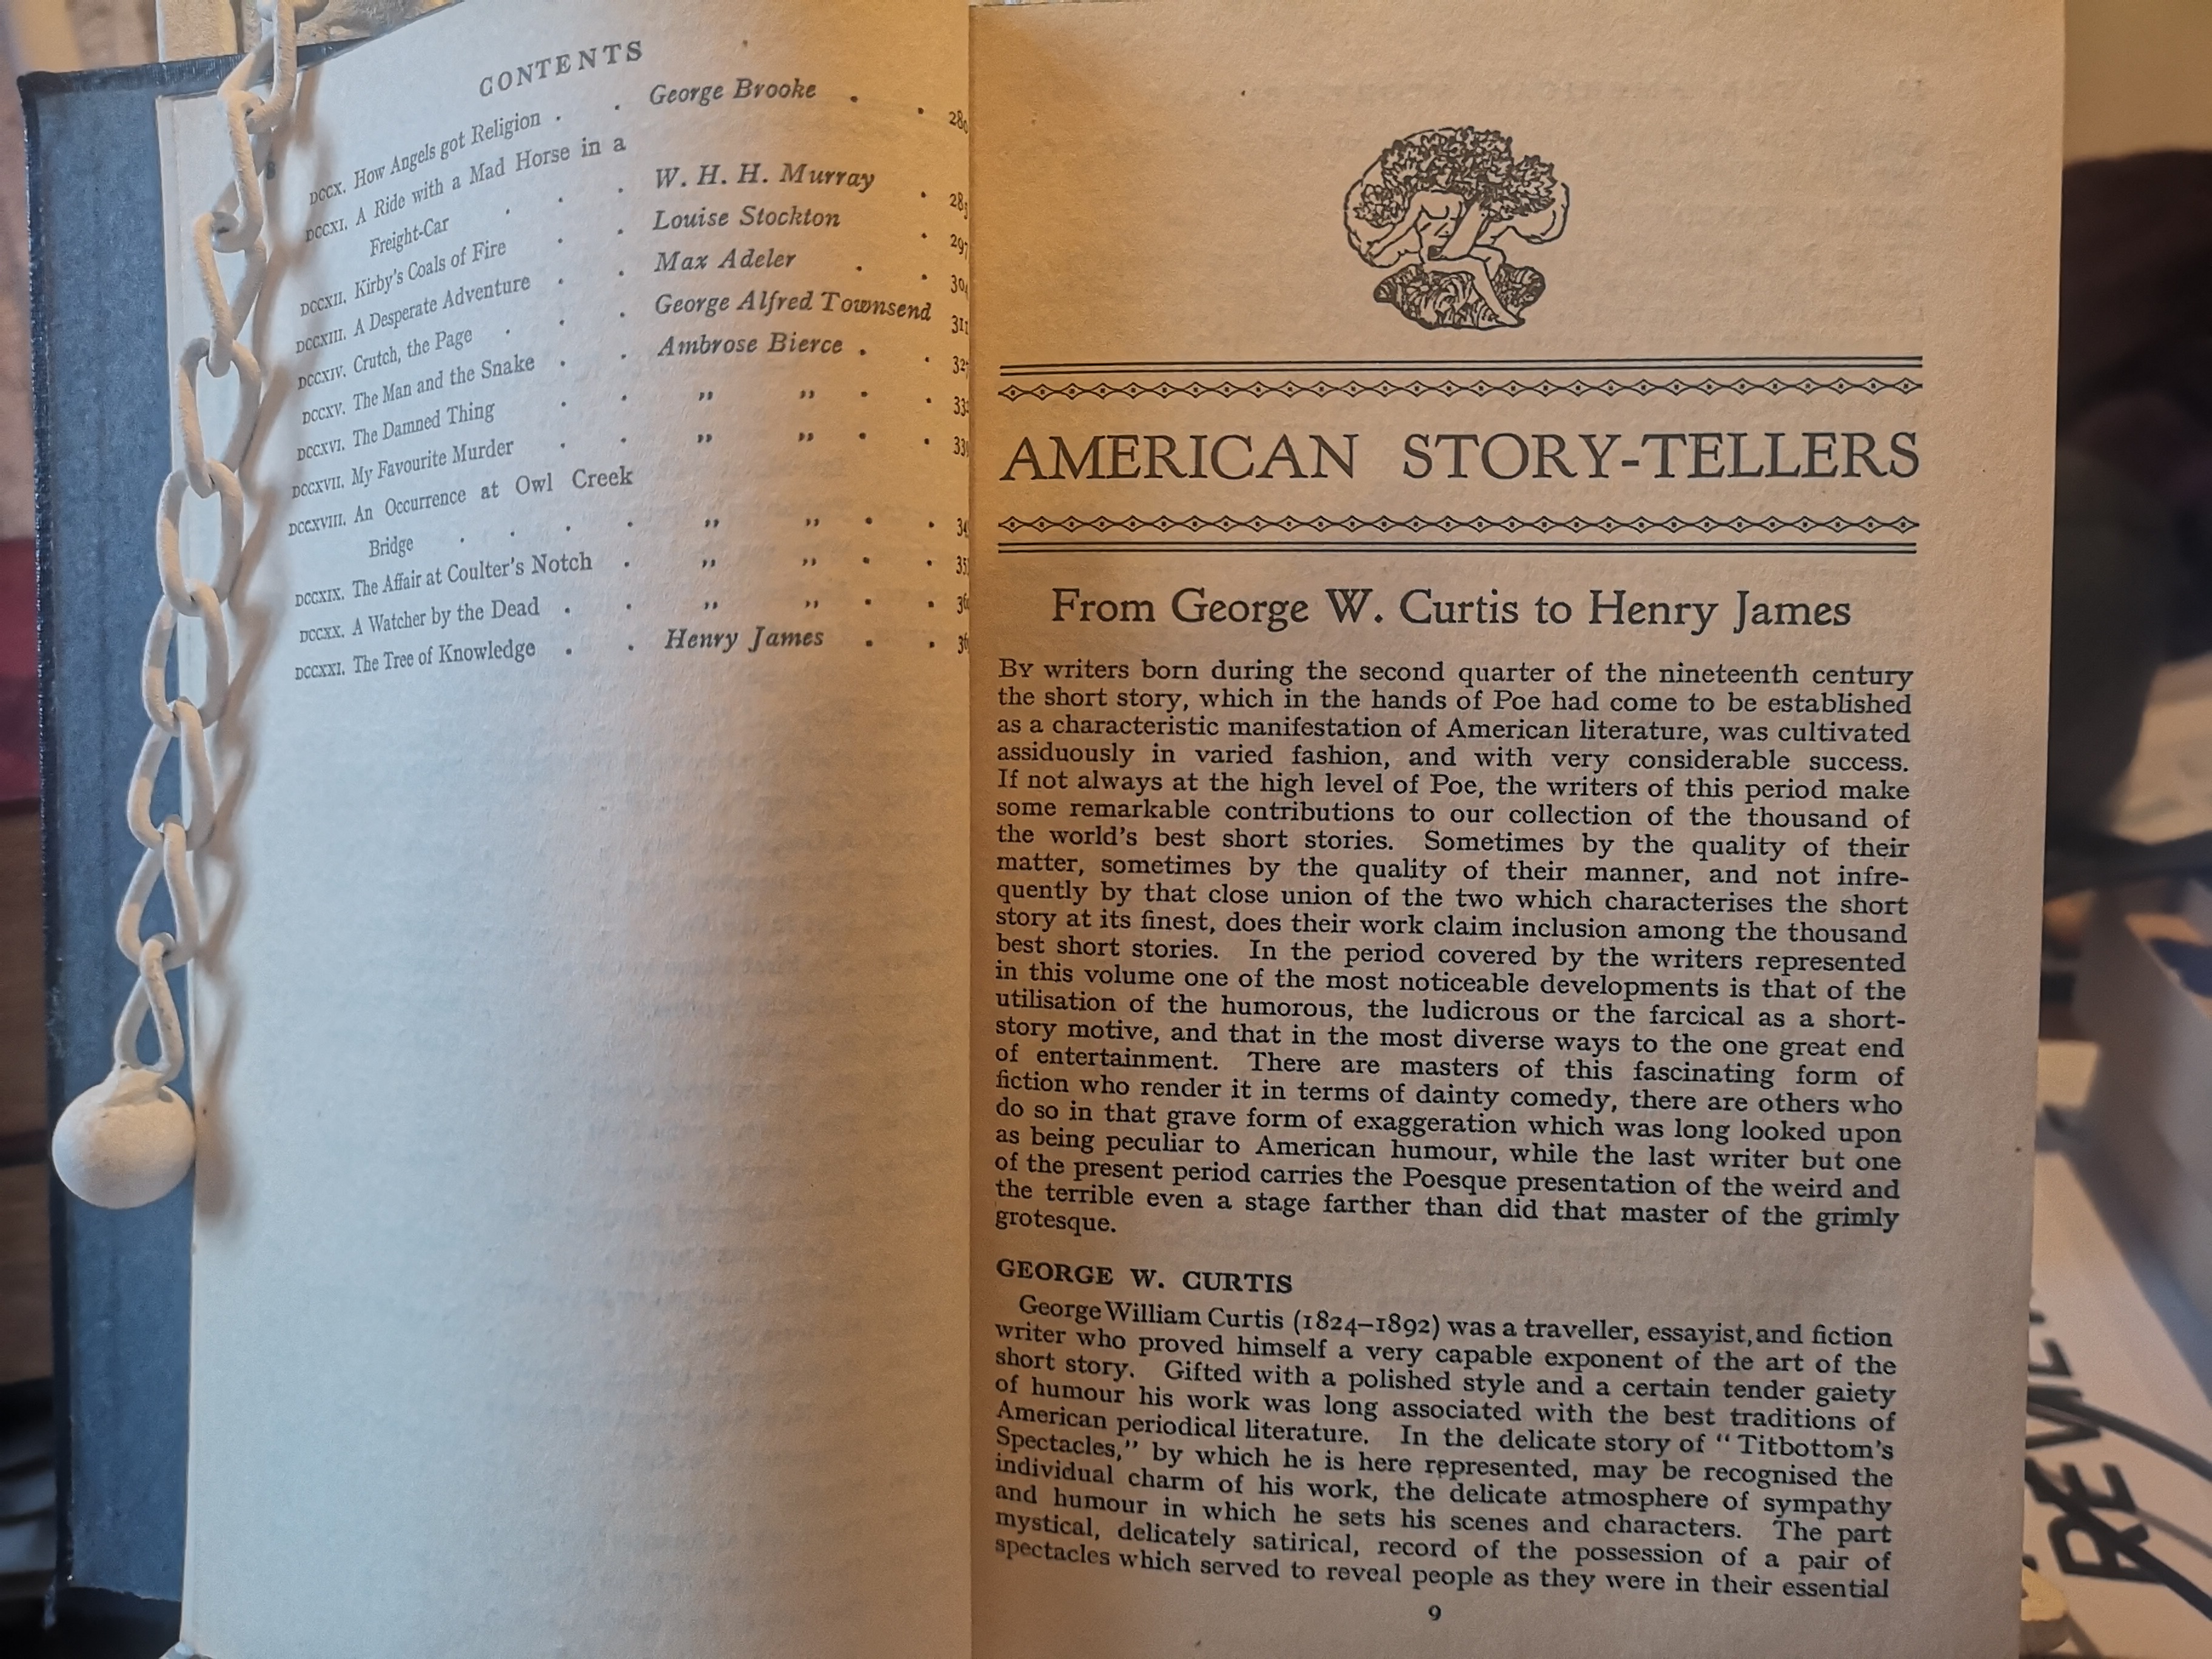 CONTENTS
DCCX. How Angels got Religion . . George Brooke . .
DCCXI. A Ride with a Mad Horse in a
Freight-Car . . . W. H. H. Murray .
DCCXII. Kirby's Coals of Fire . . Louise Stockton .
DCCXIII. A Desperate Adventure . . Max Adeler . .
DCCXIV. Crutch, the Page . . . George Alfred Townsend 311
DCCXV. The Man and the Snake . . Ambrose Bierce . .
DCCXVI. The Damned Thing . . ,, ,, . .
DCCXVII. My Favourite Murder . . ,, ,, . .
DCCXVIII. An Occurrence at Owl Creek
Bridge . . . . ,, ,, . .
DCCXIX. The Affair at Coulter's Notch . ,, ,, . .
DCCXX. A Watcher by the Dead . . ,, ,, . .
DCCXXI. The Tree of Knowledge . . Henry James . .
AMERICAN STORY-TELLERS
From George W. Curtis to Henry James
By writers born during the second quarter of the nineteenth century
the short story, which in the hands of Poe had come to be established
as a characteristic manifestation of American literature, was cultivated
assiduously in varied fashion, and with very considerable success.
If not always at the high level of Poe, the writers of this period make
some remarkable contributions to our collection of the thousand of
the world's best short stories. Sometimes by the quality of their
matter, sometimes by the quality of their manner, and not infre-
quently by that close union of the two which characterises the short
story at its finest, does their work claim inclusion among the thousand
best short stories. In the period covered by the writers represented
in this volume one of the most noticeable developments is that of the
utilisation of the humorous, the ludicrous or the farcical as a short-
story motive, and that in the most diverse ways to the one great end
of entertainment. There are masters of this fascinating form of
fiction who render it in terms of dainty comedy, there are others who
do so in that grave form of exaggeration which was long looked upon
as being peculiar to American humour, while the last writer but one
of the present period carries the Poesque presentation of the weird and
the terrible even a stage farther than did that master of the grimly
grotesque.
GEORGE W. CURTIS
George William Curtis (1824–1892) was a traveller, essayist, and fiction
writer who proved himself a very capable exponent of the art of the
short story. Gifted with a polished style and a certain tender gaiety
of humour his work was long associated with the best traditions of
American periodical literature. In the delicate story of "Titbottom's
Spectacles," by which he is here represented, may be recognised the
individual charm of his work, the delicate atmosphere of sympathy
and humour in which he sets his scenes and characters. The part
mystical, delicately satirical, record of the possession of a pair of
spectacles which served to reveal people as they were in their essential
9